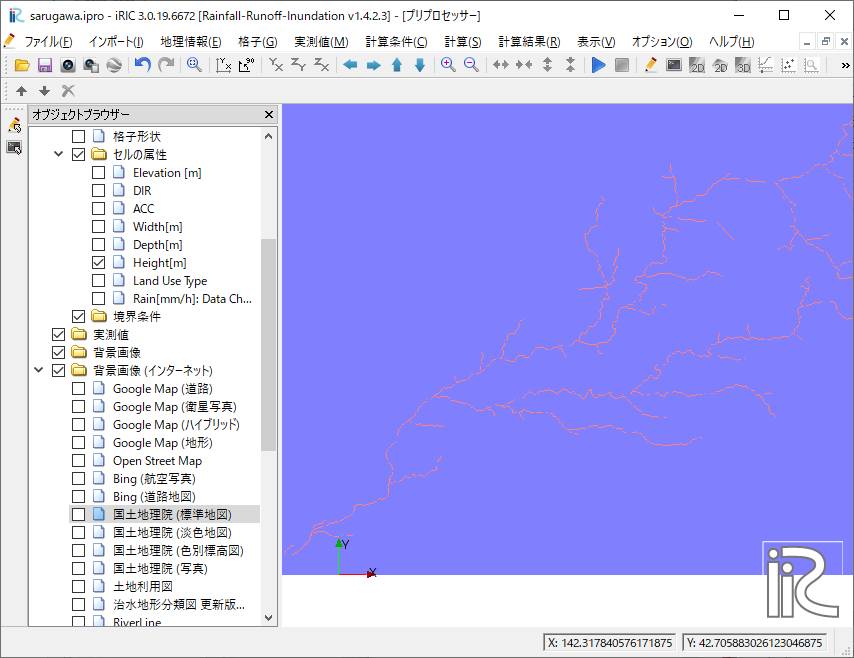 sarugawa.ipro - iRIC 3.0.19.6672 [Rainfall-Runoff-Inundation v1.4.2.3] - [プリプロセッサー]
ファイル(F) インポート(I) 地理情報(E) 格子(G) 実測値(M) 計算条件(C) 計算(S) 計算結果(R) 表示(V) オプション(O) ヘルプ(H)
オブジェクトブラウザー
格子形状
セルの属性
Elevation [m]
DIR
ACC
Width[m]
Depth[m]
Height[m]
Land Use Type
Rain[mm/h]: Data Ch...
境界条件
実測値
背景画像
背景画像 (インターネット)
Google Map (道路)
Google Map (衛星写真)
Google Map (ハイブリッド)
Google Map (地形)
Open Street Map
Bing (航空写真)
Bing (道路地図)
国土地理院 (標準地図)
国土地理院 (淡色地図)
国土地理院 (色別標高図)
国土地理院 (写真)
土地利用図
治水地形分類図 更新版...
RiverLine
Y
X
iRIC
X: 142.317840576171875 Y: 42.705883026123046875